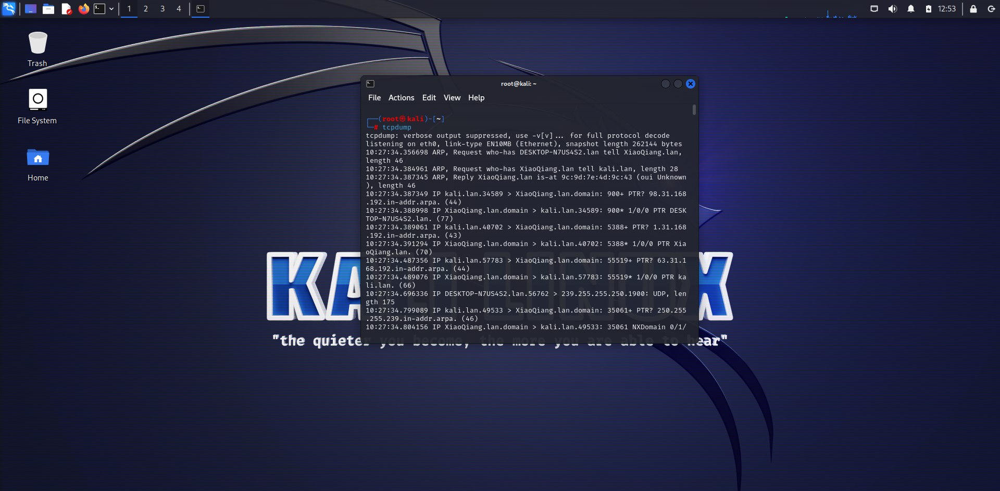 1 2 3 4
12:53
Trash
File System
Home
root@kali: ~
File Actions Edit View Help
┌──(root㉿kali)-[~]
└─# tcpdump
tcpdump: verbose output suppressed, use -v[v]... for full protocol decode
listening on eth0, link-type EN10MB (Ethernet), snapshot length 262144 bytes
10:27:34.356698 ARP, Request who-has DESKTOP-N7US4S2.lan tell XiaoQiang.lan,
length 46
10:27:34.384961 ARP, Request who-has XiaoQiang.lan tell kali.lan, length 28
10:27:34.387345 ARP, Reply XiaoQiang.lan is-at 9c:9d:7e:4d:9c:43 (oui Unknown
), length 46
10:27:34.387349 IP kali.lan.34589 > XiaoQiang.lan.domain: 900+ PTR? 98.31.168
.192.in-addr.arpa. (44)
10:27:34.388998 IP XiaoQiang.lan.domain > kali.lan.34589: 900* 1/0/0 PTR DESK
TOP-N7US4S2.lan. (77)
10:27:34.389061 IP kali.lan.40702 > XiaoQiang.lan.domain: 5388+ PTR? 1.31.168
.192.in-addr.arpa. (43)
10:27:34.391294 IP XiaoQiang.lan.domain > kali.lan.40702: 5388* 1/0/0 PTR Xia
oQiang.lan. (70)
10:27:34.487356 IP kali.lan.57783 > XiaoQiang.lan.domain: 55519+ PTR? 63.31.1
68.192.in-addr.arpa. (44)
10:27:34.489076 IP XiaoQiang.lan.domain > kali.lan.57783: 55519* 1/0/0 PTR ka
li.lan. (66)
10:27:34.696336 IP DESKTOP-N7US4S2.lan.56762 > 239.255.255.250.1900: UDP, len
gth 175
10:27:34.799089 IP kali.lan.49533 > XiaoQiang.lan.domain: 35061+ PTR? 250.255
.255.239.in-addr.arpa. (46)
10:27:34.804156 IP XiaoQiang.lan.domain > kali.lan.49533: 35061 NXDomain 0/1/
KALI LINUX
"the quieter you become, the more you are able to hear"